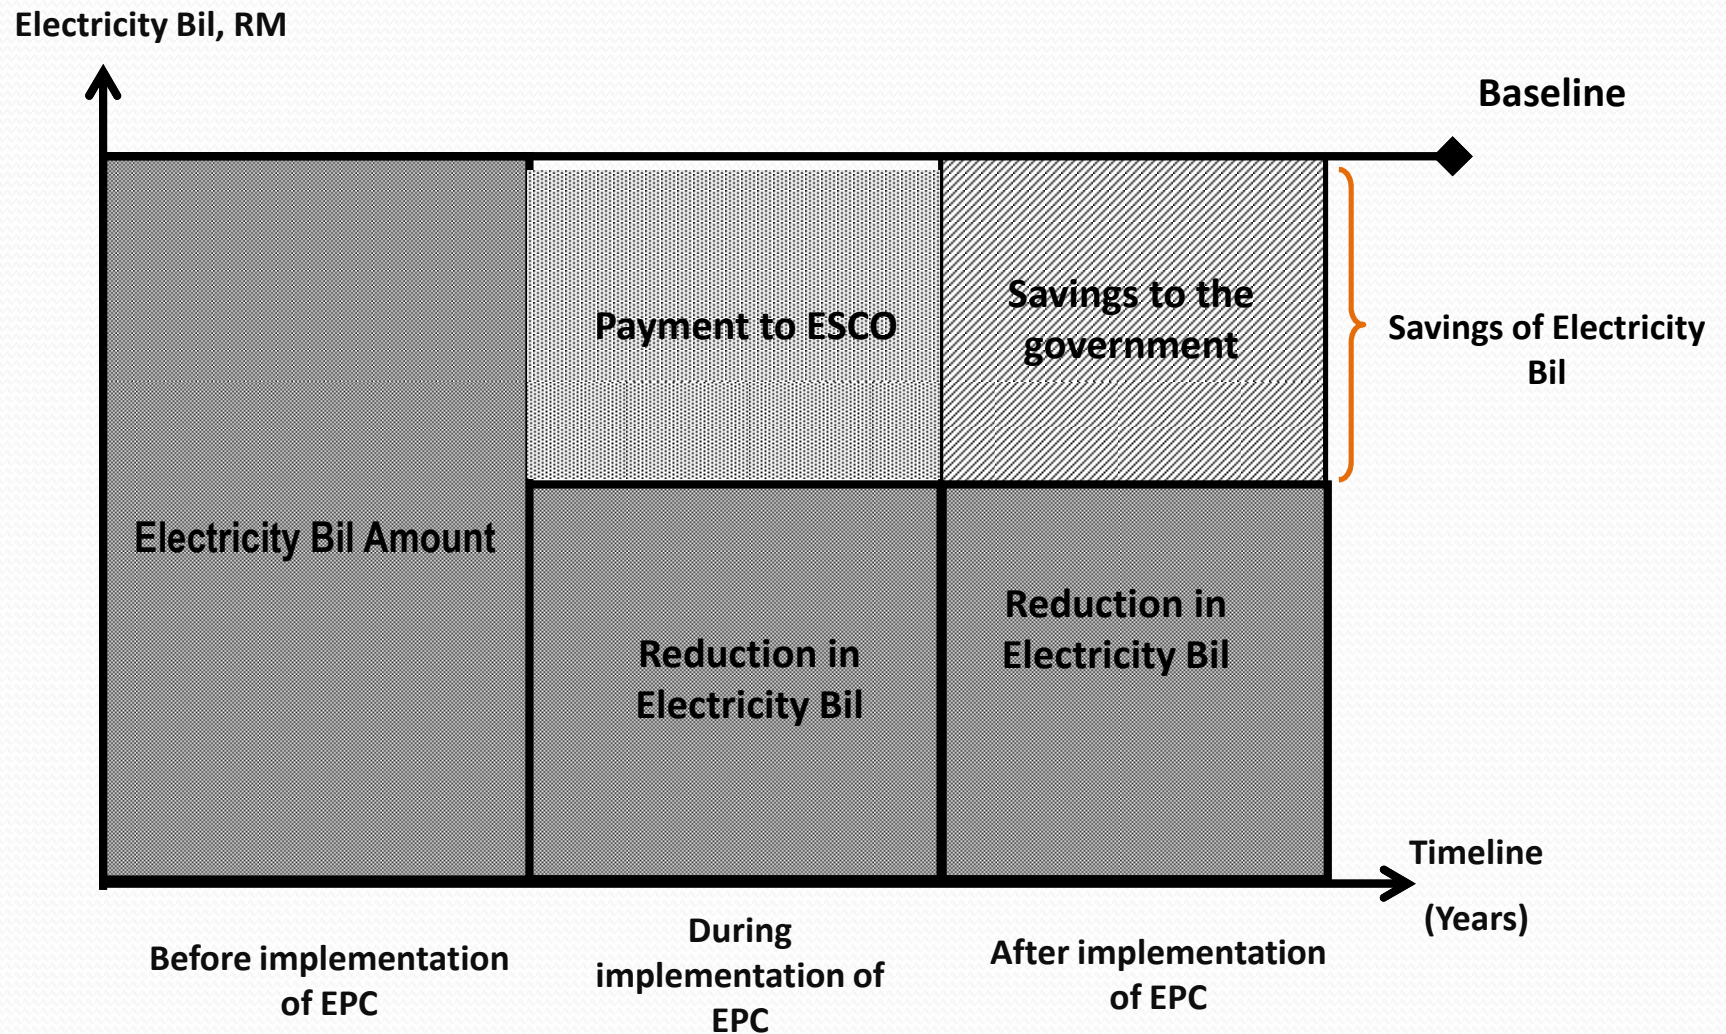 Electricity Bil, RM
Baseline
Payment to ESCO
Savings to the
government
Savings of Electricity
Bil
Electricity Bil Amount
Reduction in
Electricity Bil
Reduction in
Electricity Bil
Timeline
(Years)
Before implementation
of EPC
During
implementation of
EPC
After implementation
of EPC